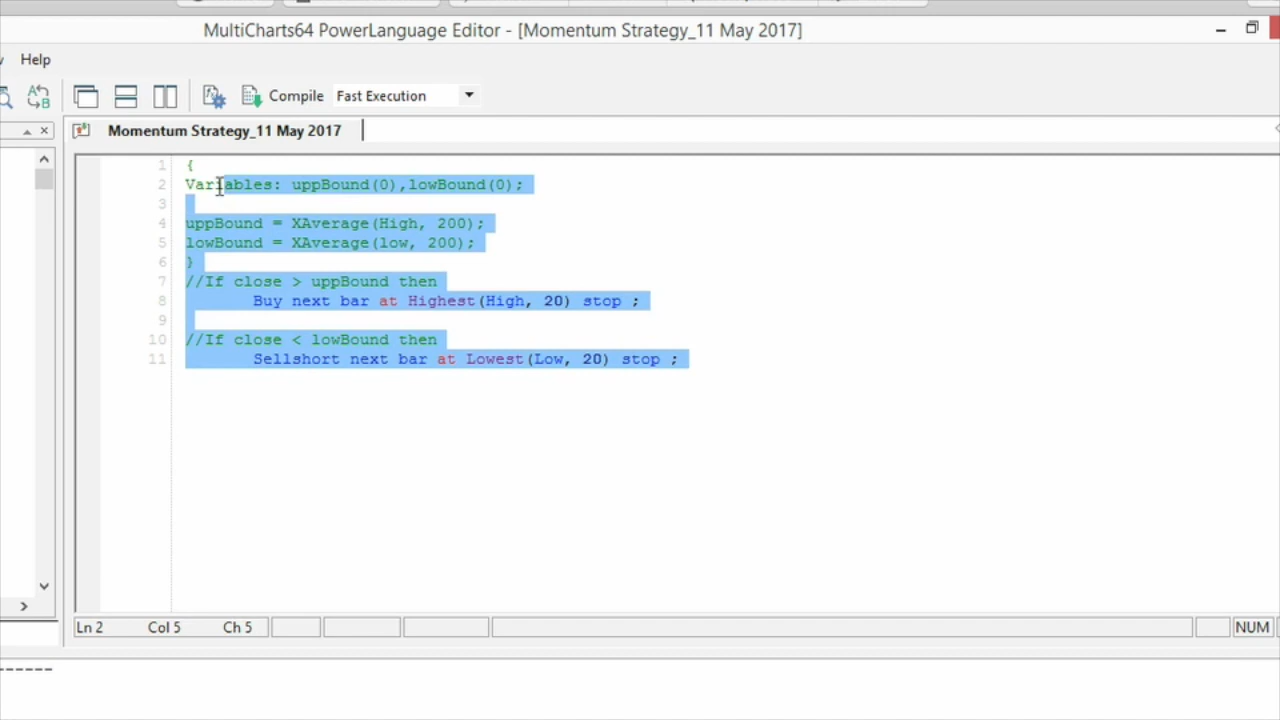 MultiCharts64 PowerLanguage Editor - [Momentum Strategy_11 May 2017]
Help
Compile Fast Execution
Momentum Strategy_11 May 2017
1 {
2 Variables: uppBound(0),lowBound(0);
3
4 uppBound = XAverage(High, 200);
5 lowBound = XAverage(low, 200);
6 }
7 //If close > uppBound then
8 Buy next bar at Highest(High, 20) stop ;
9
10 //If close < lowBound then
11 Sellshort next bar at Lowest(Low, 20) stop ;
Ln 2 Col 5 Ch 5 NUM
------